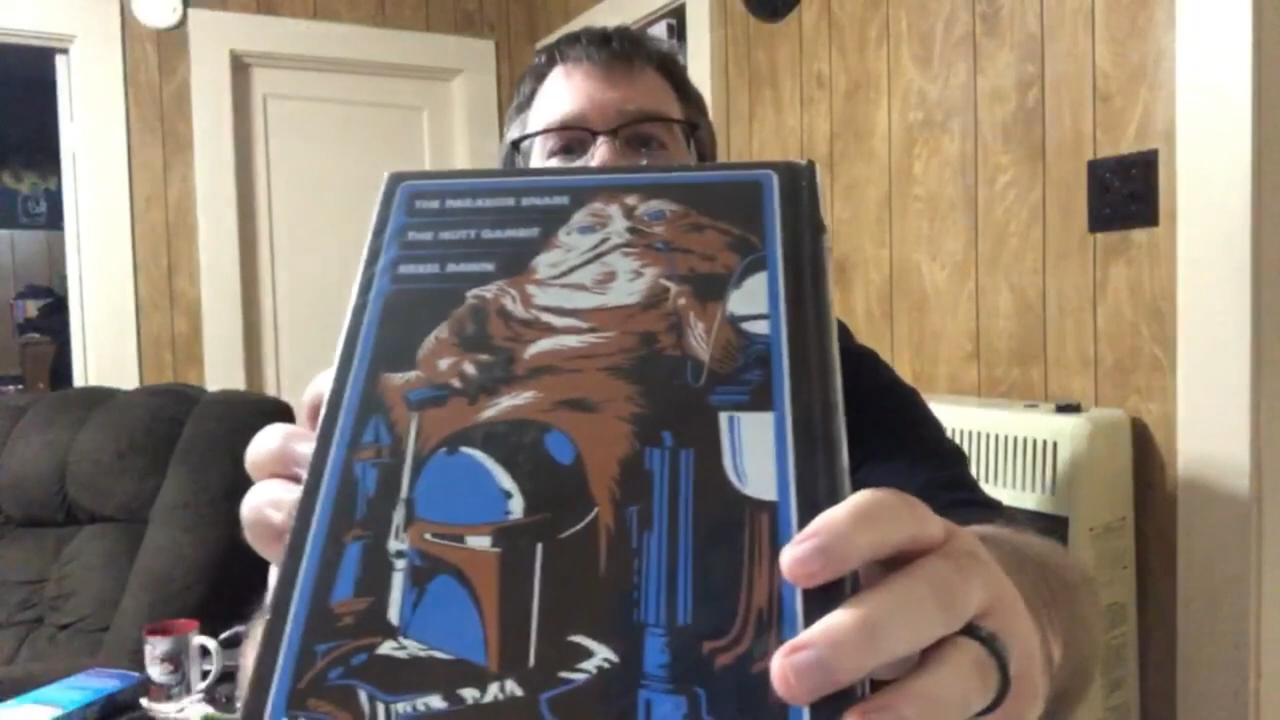 THE PARADISE SNARE
THE HUTT GAMBIT
REBEL DAWN